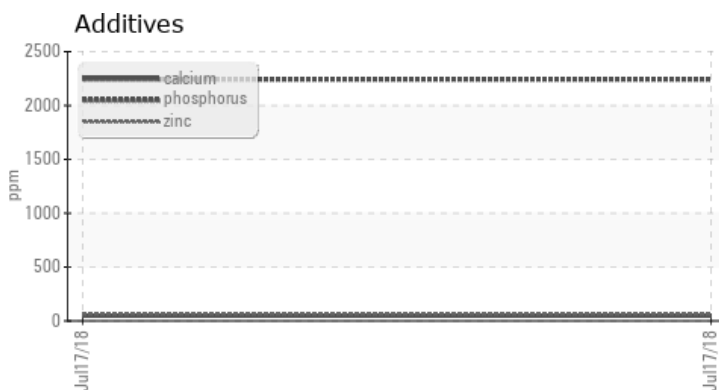 Additives
2500
2000
1500
1000
500
0
ppm
calcium
phosphorus
zinc
Jul17/18
Jul17/18